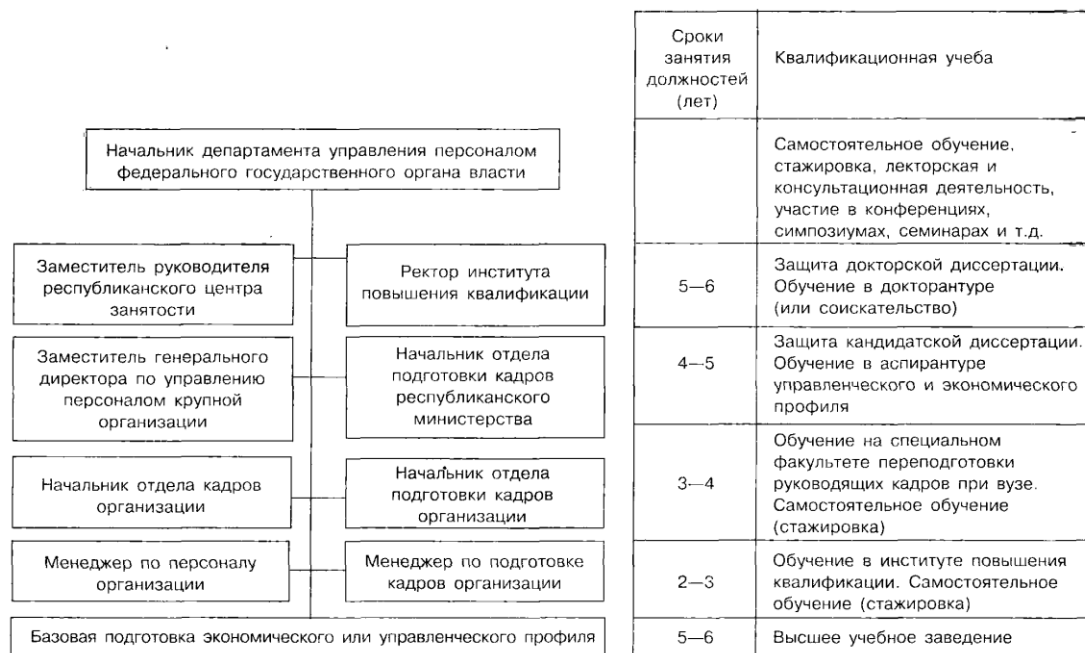 Сроки
занятия
должностей
(лет)
Квалификационная учеба
Начальник департамента управления персоналом
федерального государственного органа власти
Самостоятельное обучение,
стажировка, лекторская и
консультационная деятельность,
участие в конференциях,
симпозиумах, семинарах и т.д.
Заместитель руководителя
республиканского центра
занятости
Ректор института
повышения квалификации
5—6
Защита докторской диссертации.
Обучение в докторантуре
(или соискательство)
Заместитель генерального
директора по управлению
персоналом крупной
организации
Начальник отдела
подготовки кадров
республиканского
министерства
4—5
Защита кандидатской диссертации.
Обучение в аспирантуре
управленческого и экономического
профиля
Начальник отдела кадров
организации
Начальник отдела
подготовки кадров
организации
3—4
Обучение на специальном
факультете переподготовки
руководящих кадров при вузе.
Самостоятельное обучение
(стажировка)
Менеджер по персоналу
организации
Менеджер по подготовке
кадров организации
2—3
Обучение в институте повышения
квалификации. Самостоятельное
обучение (стажировка)
Базовая подготовка экономического или управленческого профиля
5—6
Высшее учебное заведение